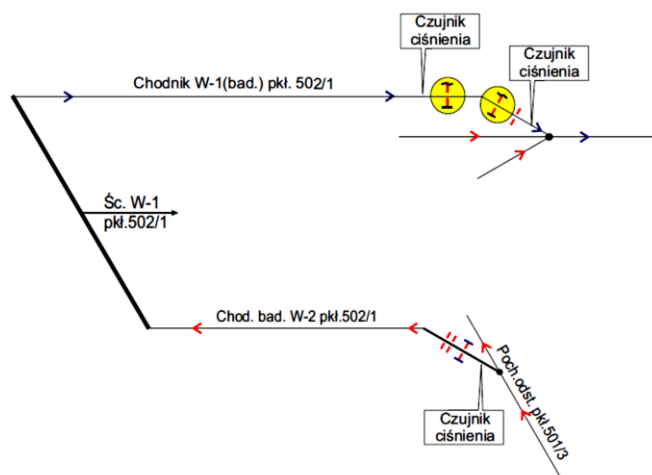 Czujnik
ciśnienia
Czujnik
ciśnienia
Chodnik W-1(bad.) pkł. 502/1
Śc. W-1
pkł.502/1
Chod. bad. W-2 pkł.502/1
Poch.odst. pkł.501/3
Czujnik
ciśnienia